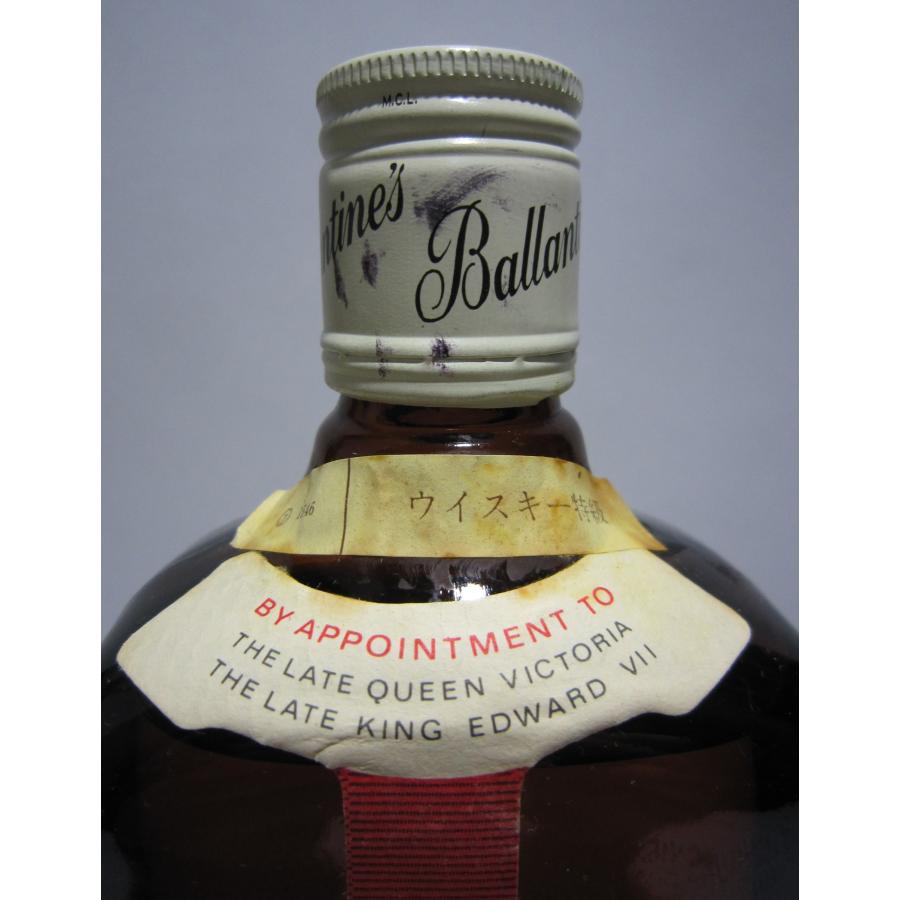 M.C.L.
ntine's Ballant
1146 ウイスキー特級
BY APPOINTMENT TO
THE LATE QUEEN VICTORIA
THE LATE KING EDWARD VII